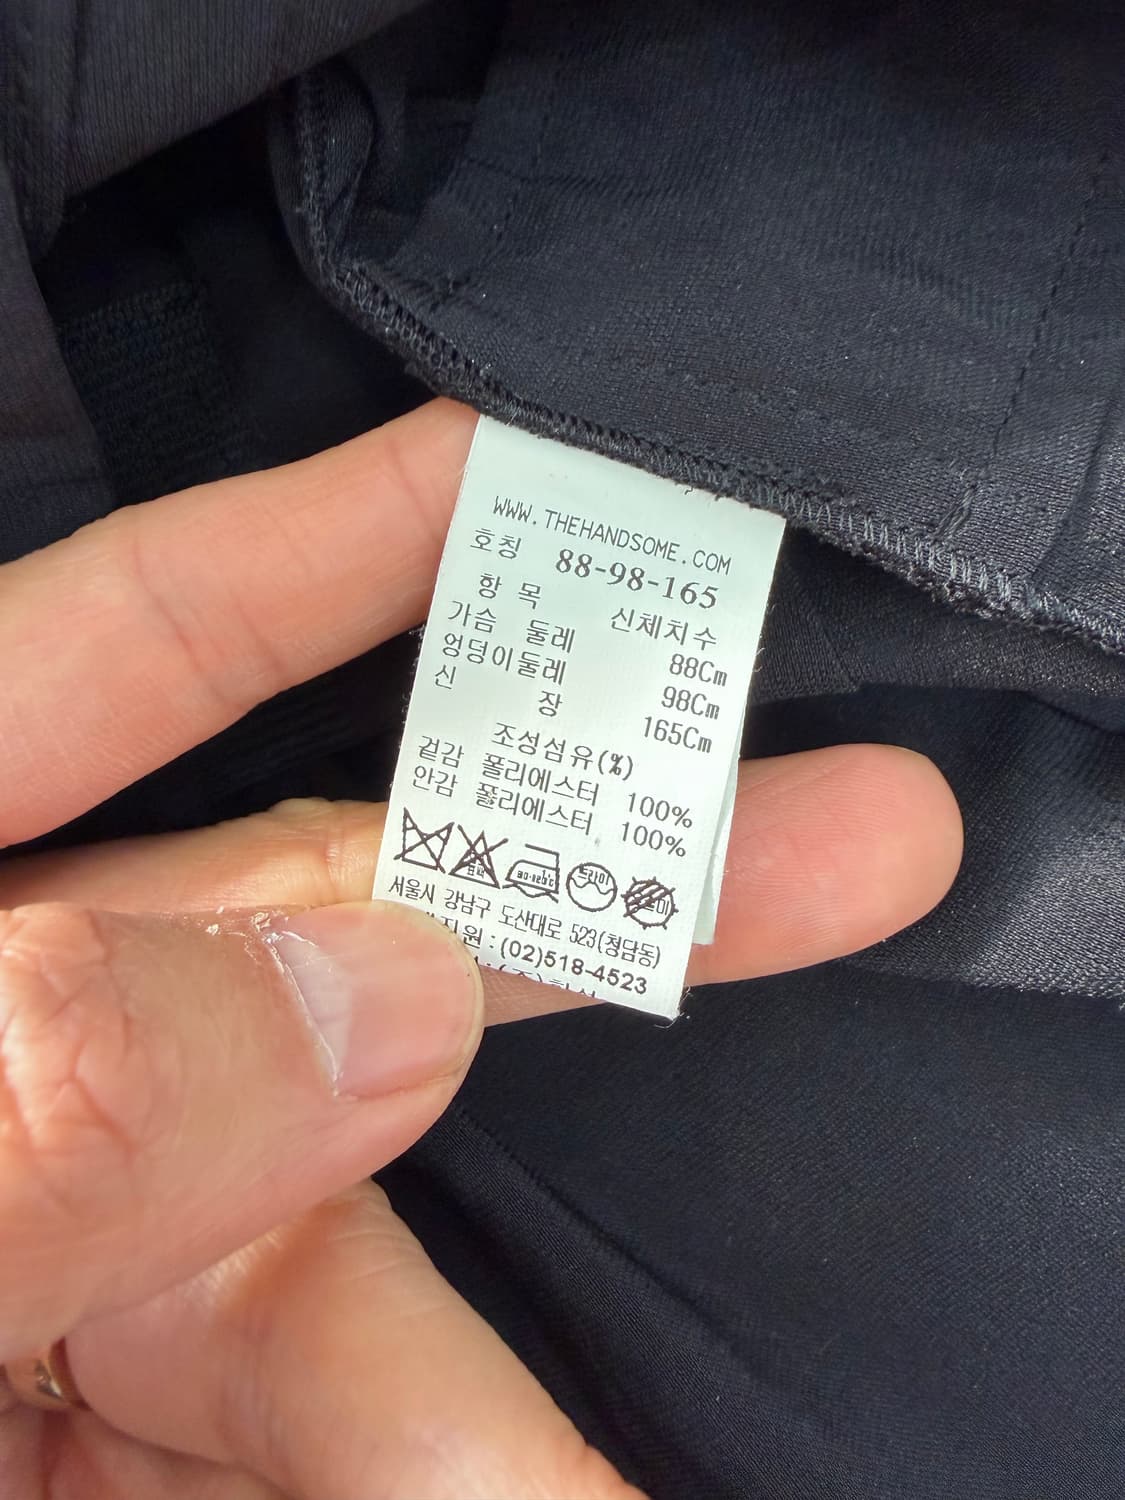 WWW.THEHANDSOME.COM
호칭 88-98-165
항목 신체치수
가슴 둘레 88Cm
엉덩이둘레 98Cm
신장 165Cm
조성섬유(%)
겉감 폴리에스터 100%
안감 폴리에스터 100%
드라이
서울시 강남구 도산대로 523(청담동)
:(02)518-4523